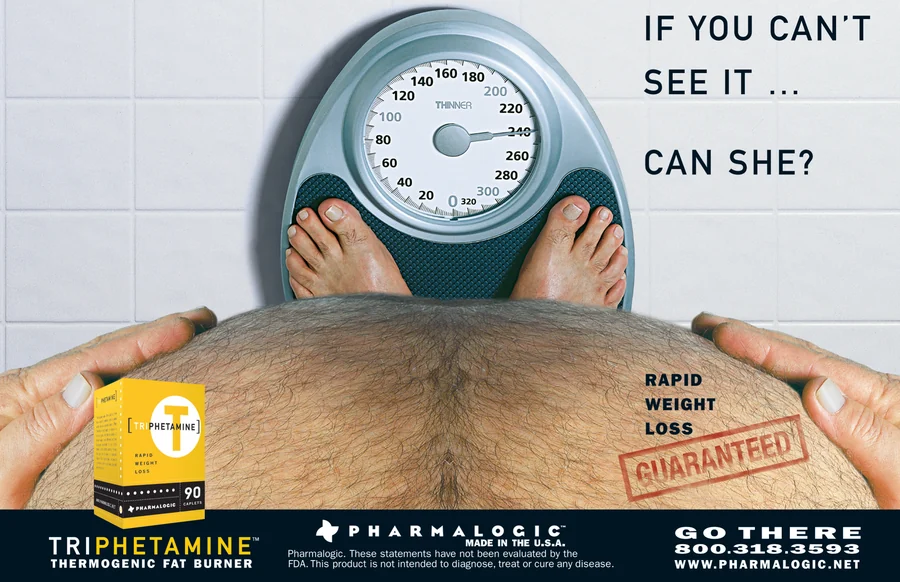 IF YOU CAN'T
SEE IT ...
CAN SHE?
THINNER
0
20
40
60
80
100
120
140
160
180
200
220
240
260
280
300
320
RAPID
WEIGHT
LOSS
GUARANTEED
[TRIPHETAMINE]
T
RAPID
WEIGHT
LOSS
90
CAPLETS
PHARMALOGIC
TRIPHETAMINE™
THERMOGENIC FAT BURNER
PHARMALOGIC™
MADE IN THE U.S.A.
Pharmalogic. These statements have not been evaluated by the
FDA. This product is not intended to diagnose, treat or cure any disease.
GO THERE
800.318.3593
WWW.PHARMALOGIC.NET